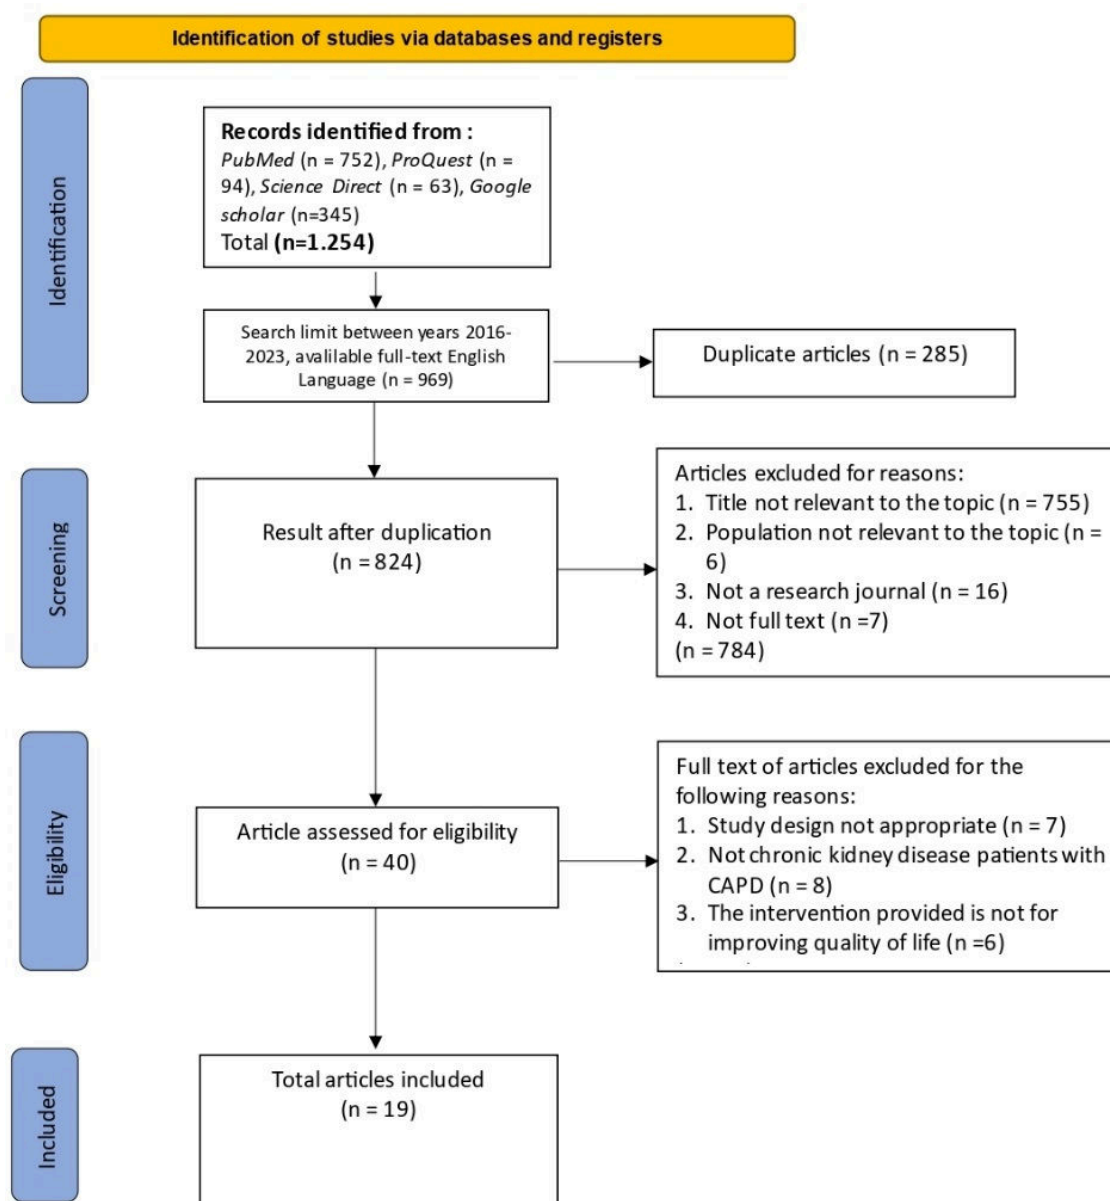 Identification of studies via databases and registers
Identification
Records identified from :
PubMed (n = 752), ProQuest (n =
94), Science Direct (n = 63), Google
scholar (n=345)
Total (n=1.254)
Search limit between years 2016-
2023, avalilable full-text English
Language (n = 969)
Duplicate articles (n = 285)
Screening
Result after duplication
(n = 824)
Articles excluded for reasons:
1. Title not relevant to the topic (n = 755)
2. Population not relevant to the topic (n =
6)
3. Not a research journal (n = 16)
4. Not full text (n =7)
(n = 784)
Eligibility
Article assessed for eligibility
(n = 40)
Full text of articles excluded for the
following reasons:
1. Study design not appropriate (n = 7)
2. Not chronic kidney disease patients with
CAPD (n = 8)
3. The intervention provided is not for
improving quality of life (n =6)
Included
Total articles included
(n = 19)